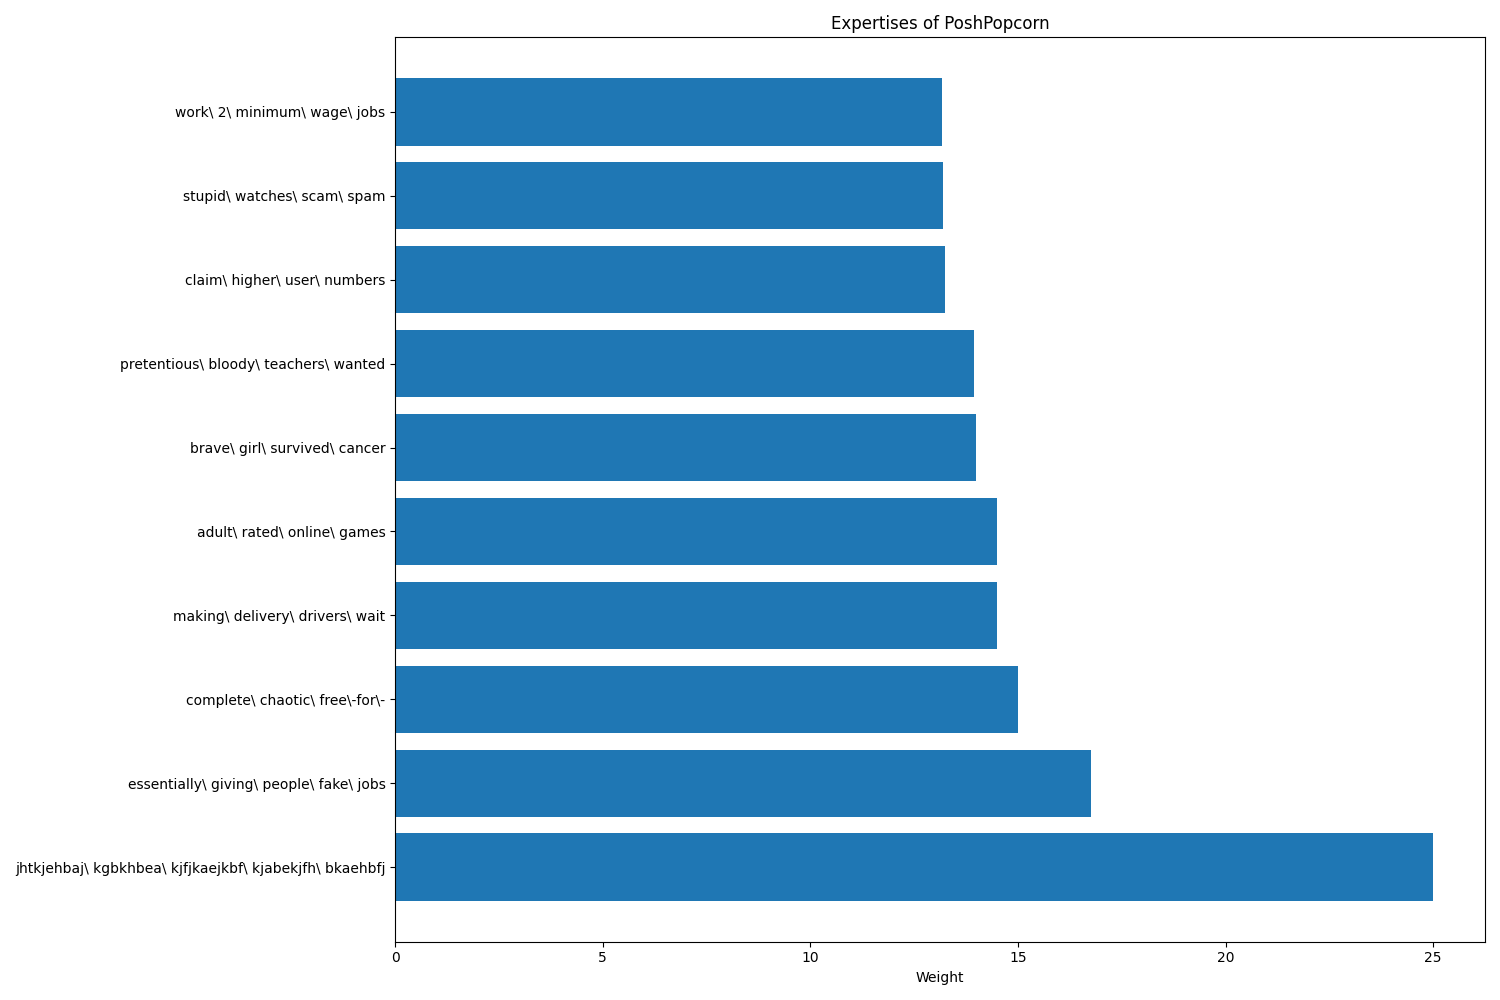 Expertises of PoshPopcorn
work\ 2\ minimum\ wage\ jobs
stupid\ watches\ scam\ spam
claim\ higher\ user\ numbers
pretentious\ bloody\ teachers\ wanted
brave\ girl\ survived\ cancer
adult\ rated\ online\ games
making\ delivery\ drivers\ wait
complete\ chaotic\ free\-for\-
essentially\ giving\ people\ fake\ jobs
jhtkjehbaj\ kgbkhbea\ kjfjkaejkbf\ kjabekjfh\ bkaehbfj
0 5 10 15 20 25
Weight